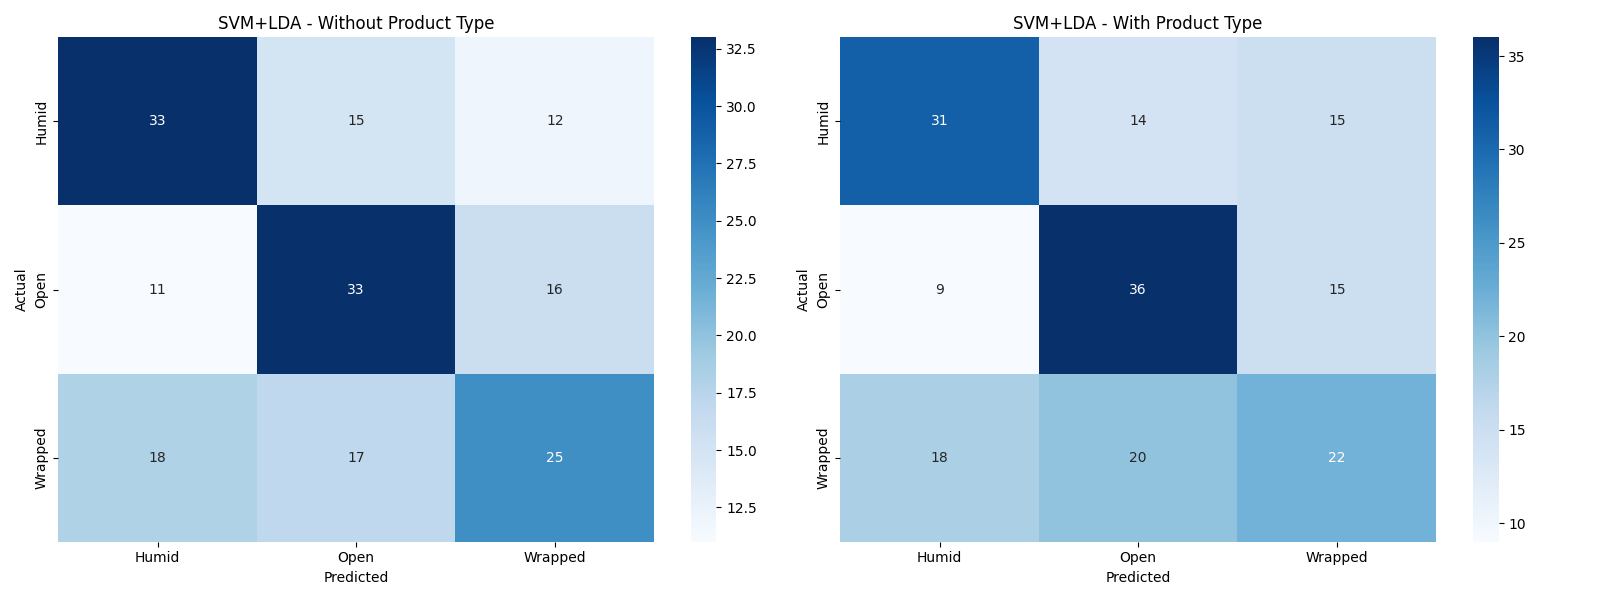 SVM+LDA - Without Product Type
Actual
Humid
Open
Wrapped
33 15 12
11 33 16
18 17 25
Humid Open Wrapped
Predicted
32.5
30.0
27.5
25.0
22.5
20.0
17.5
15.0
12.5
SVM+LDA - With Product Type
Actual
Humid
Open
Wrapped
31 14 15
9 36 15
18 20 22
Humid Open Wrapped
Predicted
35
30
25
20
15
10